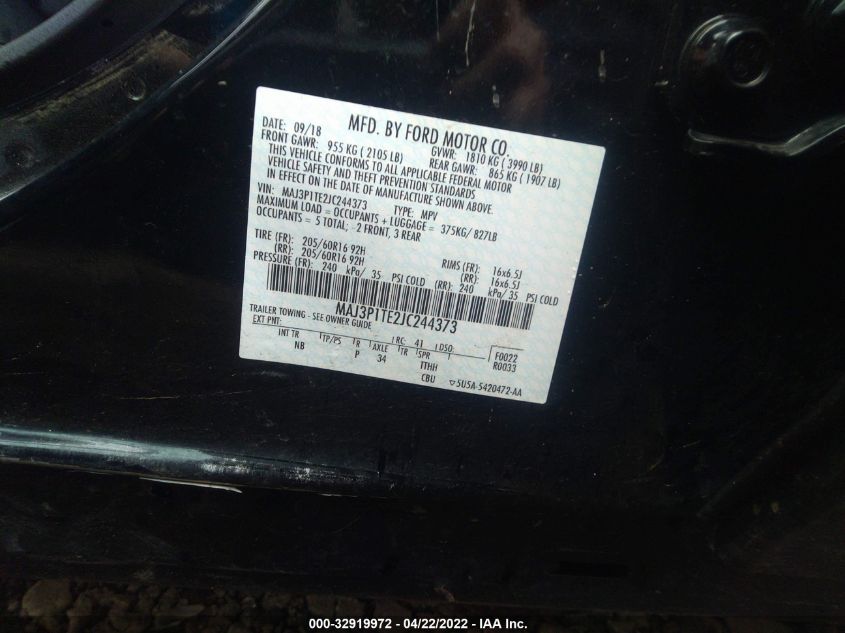 MFD. BY FORD MOTOR CO.
DATE: 09/18 GVWR: 1810 KG ( 3990 LB)
FRONT GAWR: 955 KG ( 2105 LB) REAR GAWR: 865 KG ( 1907 LB)
THIS VEHICLE CONFORMS TO ALL APPLICABLE FEDERAL MOTOR
VEHICLE SAFETY AND THEFT PREVENTION STANDARDS
IN EFFECT ON THE DATE OF MANUFACTURE SHOWN ABOVE.
VIN: MAJ3P1TE2JC244373 TYPE: MPV
MAXIMUM LOAD = OCCUPANTS + LUGGAGE = 375KG/ 827LB
OCCUPANTS = 5 TOTAL; 2 FRONT, 3 REAR
TIRE (FR): 205/60R16 92H RIMS (FR): 16x6.5J
(RR): 205/60R16 92H (RR): 16x6.5J
PRESSURE (FR): 240 kPa/ 35 PSI COLD (RR): 240 kPa/ 35 PSI COLD
MAJ3P1TE2JC244373
TRAILER TOWING - SEE OWNER GUIDE
EXT PNT: RC: 41 DSO: F0022
INT TR TP/PS R AXLE TR SPR R0033
NB P 34 ITHH
CBU 5U5A-5420472-AA
000-32919972 - 04/22/2022 - IAA Inc.